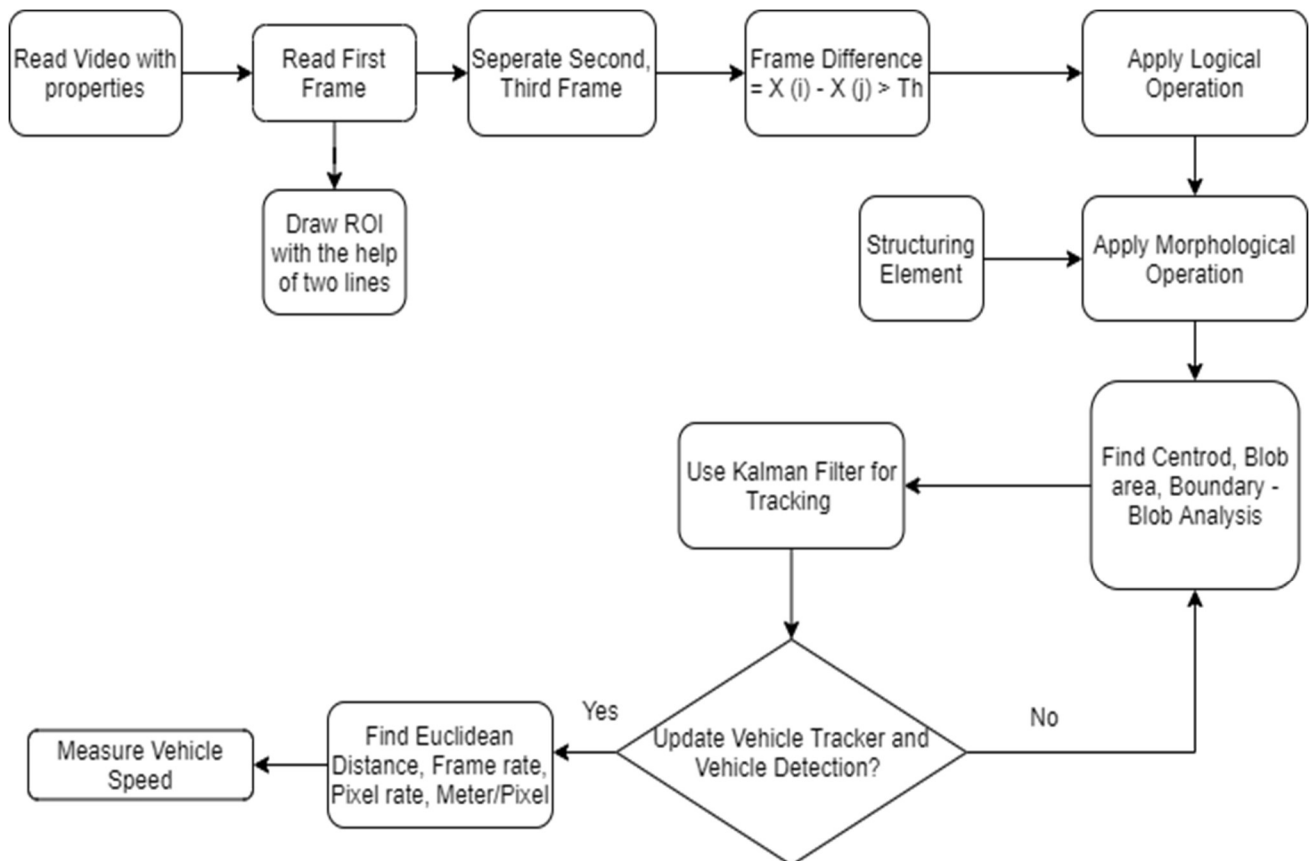 Read Video with
properties
Read First
Frame
Seperate Second,
Third Frame
Frame Difference
= X (i) - X (j) > Th
Apply Logical
Operation
Draw ROI
with the help
of two lines
Structuring
Element
Apply Morphological
Operation
Use Kalman Filter for
Tracking
Find Centrod, Blob
area, Boundary -
Blob Analysis
Update Vehicle Tracker and
Vehicle Detection?
Yes
No
Find Euclidean
Distance, Frame rate,
Pixel rate, Meter/Pixel
Measure Vehicle
Speed